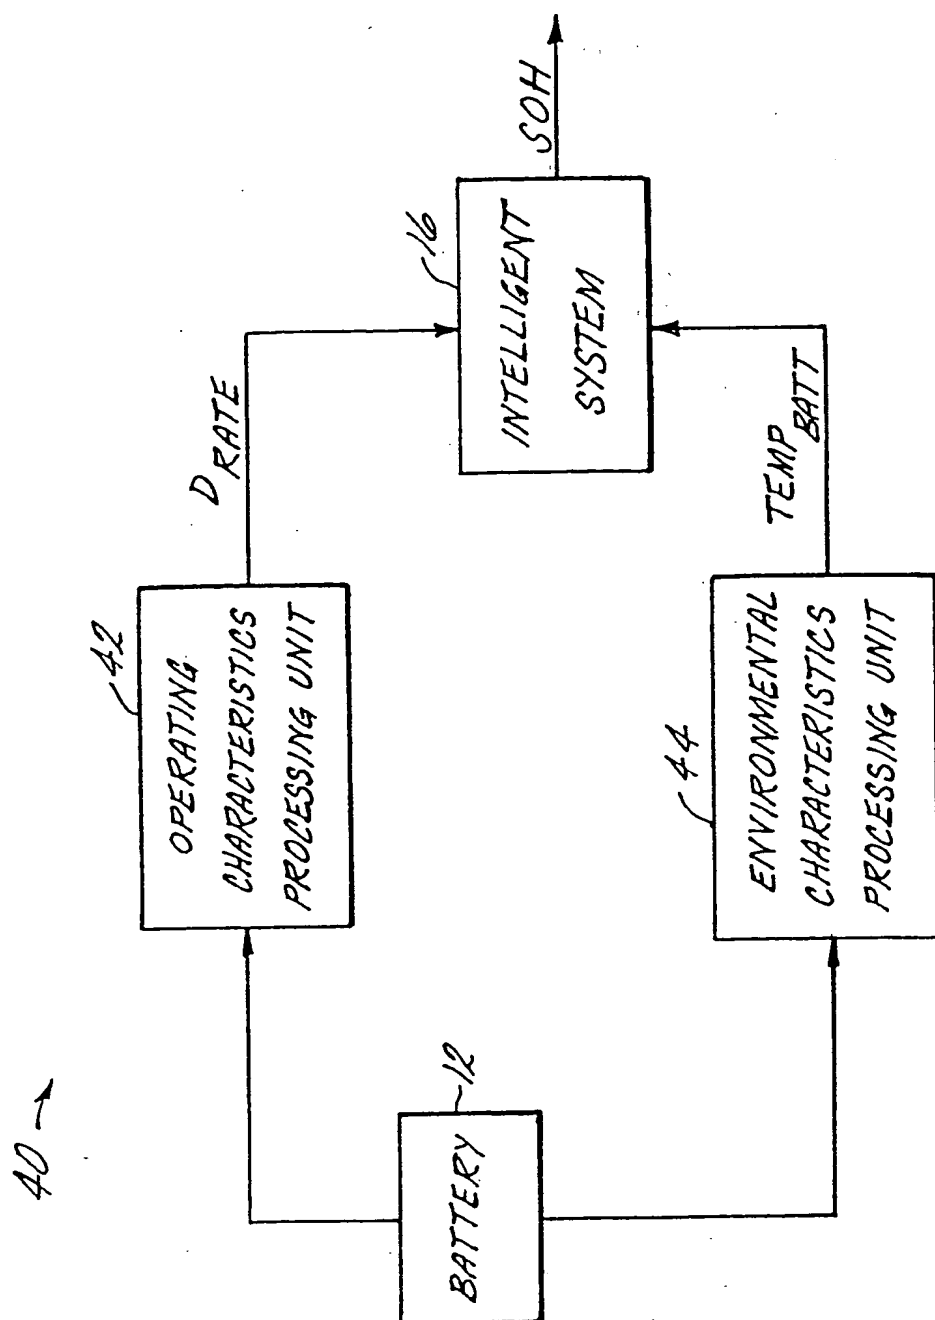 40
BATTERY
12
OPERATING
CHARACTERISTICS
PROCESSING UNIT
42
D RATE
ENVIRONMENTAL
CHARACTERISTICS
PROCESSING UNIT
44
TEMP BATT
INTELLIGENT
SYSTEM
16
SOH